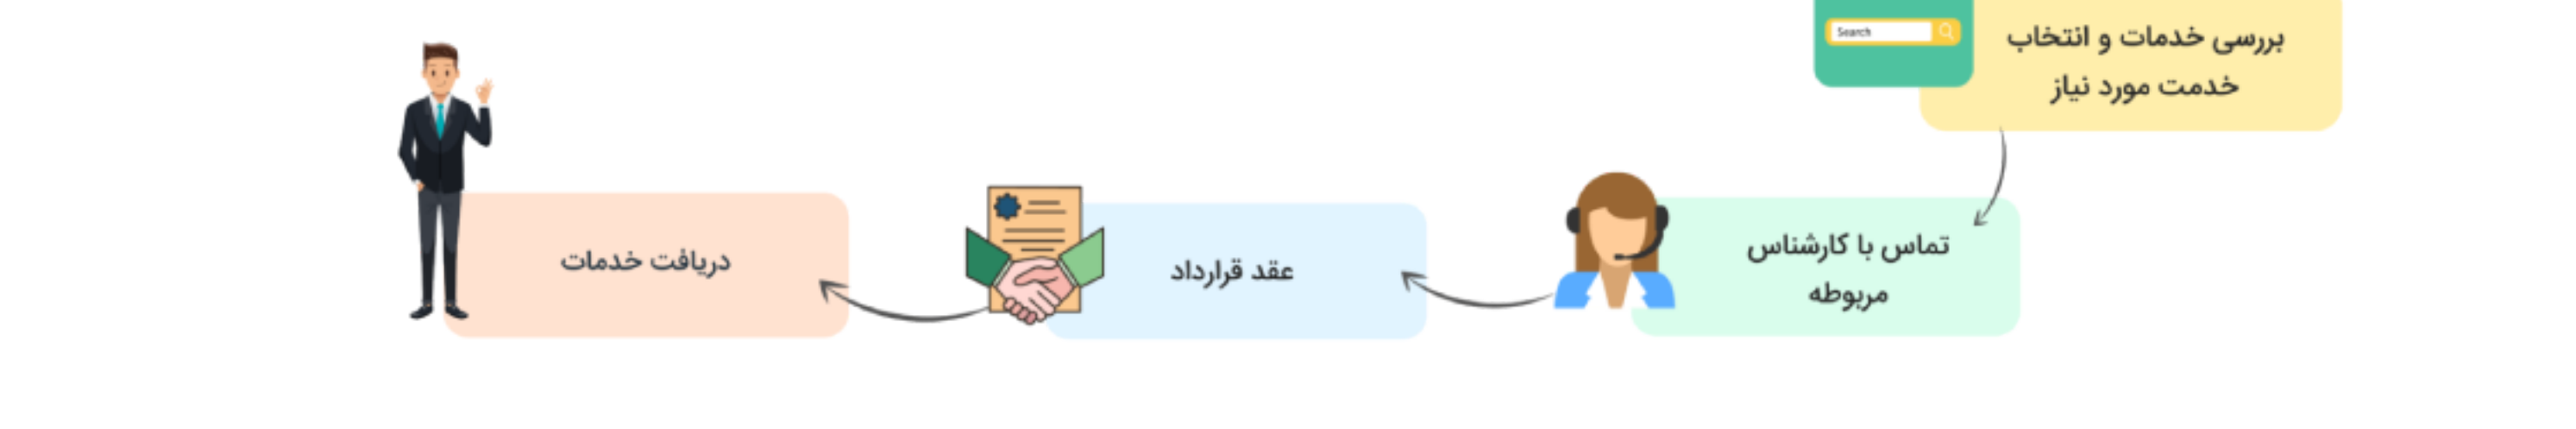 بررسی خدمات و انتخاب
خدمت مورد نیاز
Search
تماس با کارشناس
مربوطه
عقد قرارداد
دریافت خدمات